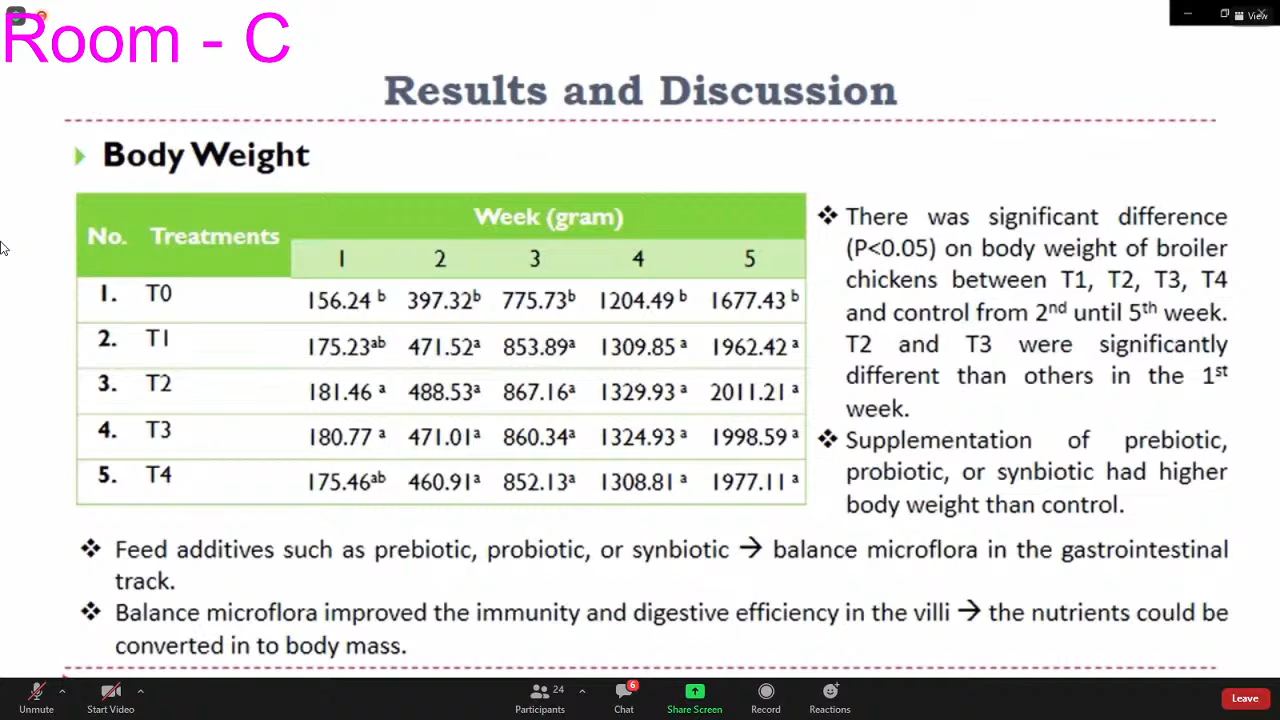 Room - C
View
Results and Discussion
Body Weight
No. Treatments Week (gram)
1 2 3 4 5
1. T0 156.24 b 397.32b 775.73b 1204.49 b 1677.43 b
2. T1 175.23ab 471.52a 853.89a 1309.85 a 1962.42 a
3. T2 181.46 a 488.53a 867.16a 1329.93 a 2011.21 a
4. T3 180.77 a 471.01a 860.34a 1324.93 a 1998.59 a
5. T4 175.46ab 460.91a 852.13a 1308.81 a 1977.11 a
❖ There was significant difference
(P<0.05) on body weight of broiler
chickens between T1, T2, T3, T4
and control from 2nd until 5th week.
T2 and T3 were significantly
different than others in the 1st
week.
❖ Supplementation of prebiotic,
probiotic, or synbiotic had higher
body weight than control.
❖ Feed additives such as prebiotic, probiotic, or synbiotic → balance microflora in the gastrointestinal
track.
❖ Balance microflora improved the immunity and digestive efficiency in the villi → the nutrients could be
converted in to body mass.
24 6
Unmute Start Video Participants Chat Share Screen Record Reactions Leave